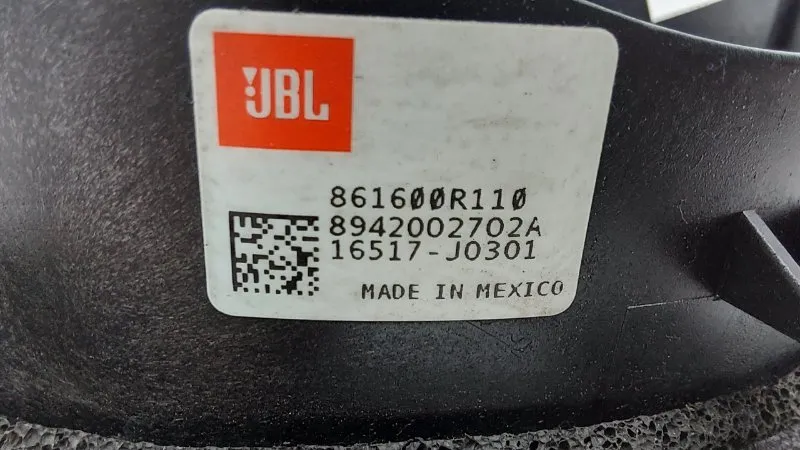 JBL
861600R110
8942002702A
16517-J0301
MADE IN MEXICO